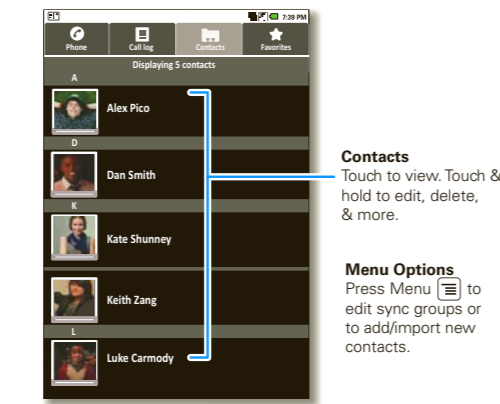 7:39 PM
Phone Call log Contacts Favorites
Displaying 5 contacts
A
Alex Pico
D
Dan Smith
K
Kate Shunney
Keith Zang
L
Luke Carmody
Contacts
Touch to view. Touch &
hold to edit, delete,
& more.
Menu Options
Press Menu to
edit sync groups or
to add/import new
contacts.